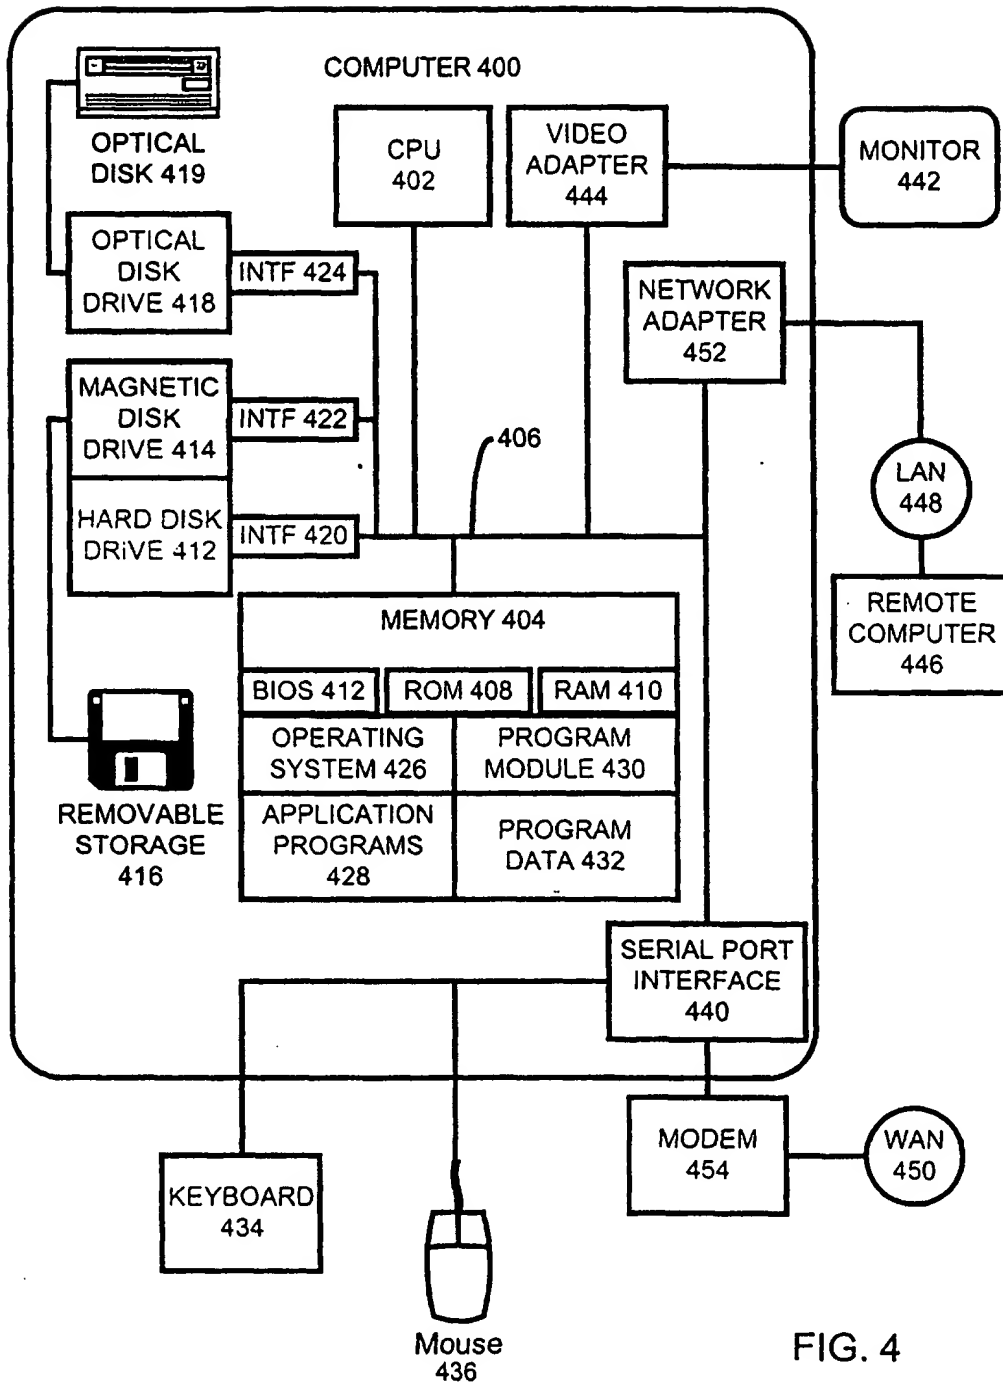 COMPUTER 400
OPTICAL
DISK 419
CPU
402
VIDEO
ADAPTER
444
MONITOR
442
OPTICAL
DISK
DRIVE 418
INTF 424
NETWORK
ADAPTER
452
MAGNETIC
DISK
DRIVE 414
INTF 422
406
LAN
448
HARD DISK
DRIVE 412
INTF 420
REMOTE
COMPUTER
446
MEMORY 404
BIOS 412
ROM 408
RAM 410
OPERATING
SYSTEM 426
PROGRAM
MODULE 430
REMOVABLE
STORAGE
416
APPLICATION
PROGRAMS
428
PROGRAM
DATA 432
SERIAL PORT
INTERFACE
440
MODEM
454
WAN
450
KEYBOARD
434
Mouse
436
FIG. 4